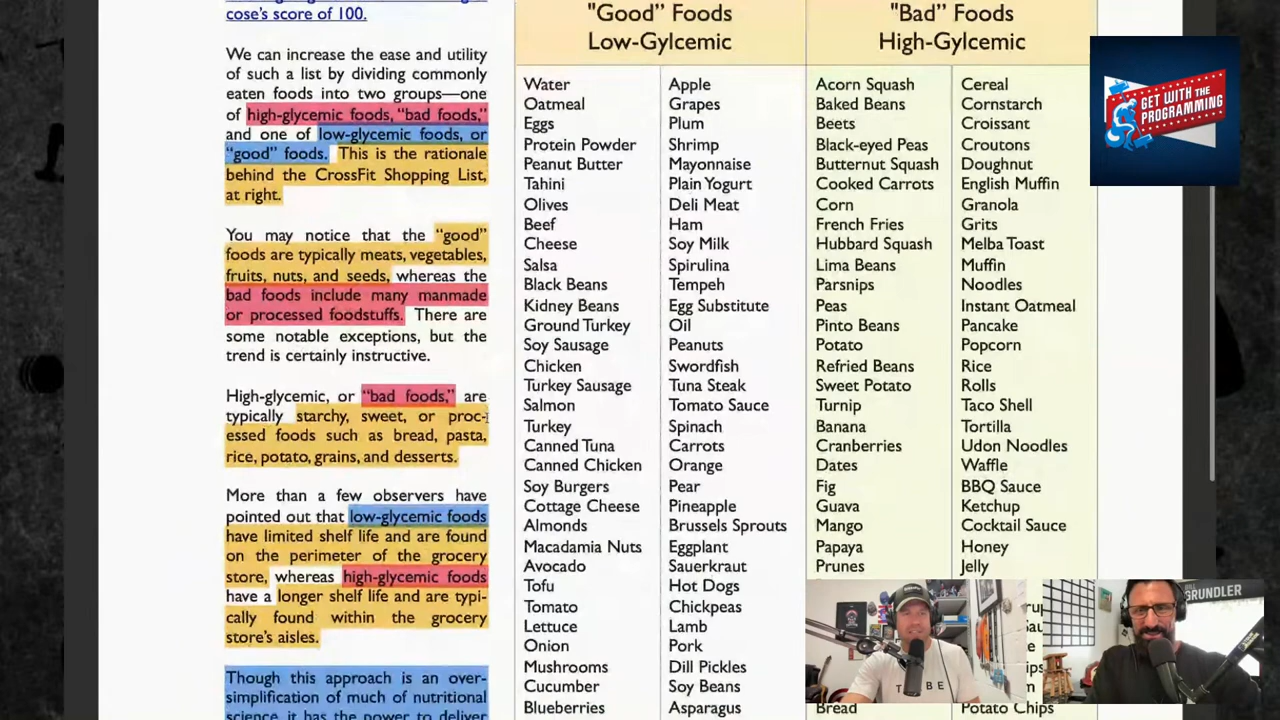 cose's score of 100.
We can increase the ease and utility
of such a list by dividing commonly
eaten foods into two groups—one
of high-glycemic foods, "bad foods,"
and one of low-glycemic foods, or
"good" foods. This is the rationale
behind the CrossFit Shopping List,
at right.
You may notice that the "good"
foods are typically meats, vegetables,
fruits, nuts, and seeds, whereas the
bad foods include many manmade
or processed foodstuffs. There are
some notable exceptions, but the
trend is certainly instructive.
High-glycemic, or "bad foods," are
typically starchy, sweet, or proc-
essed foods such as bread, pasta,
rice, potato, grains, and desserts.
More than a few observers have
pointed out that low-glycemic foods
have limited shelf life and are found
on the perimeter of the grocery
store, whereas high-glycemic foods
have a longer shelf life and are typi-
cally found within the grocery
store's aisles.
Though this approach is an over-
simplification of much of nutritional
science, it has the power to deliver
"Good" Foods
Low-Gylcemic
Water
Oatmeal
Eggs
Protein Powder
Peanut Butter
Tahini
Olives
Beef
Cheese
Salsa
Black Beans
Kidney Beans
Ground Turkey
Soy Sausage
Chicken
Turkey Sausage
Salmon
Turkey
Canned Tuna
Canned Chicken
Soy Burgers
Cottage Cheese
Almonds
Macadamia Nuts
Avocado
Tofu
Tomato
Lettuce
Onion
Mushrooms
Cucumber
Blueberries
Apple
Grapes
Plum
Shrimp
Mayonnaise
Plain Yogurt
Deli Meat
Ham
Soy Milk
Spirulina
Tempeh
Egg Substitute
Oil
Peanuts
Swordfish
Tuna Steak
Tomato Sauce
Spinach
Carrots
Orange
Pear
Pineapple
Brussels Sprouts
Eggplant
Sauerkraut
Hot Dogs
Chickpeas
Lamb
Pork
Dill Pickles
Soy Beans
Asparagus
"Bad" Foods
High-Gylcemic
Acorn Squash
Baked Beans
Beets
Black-eyed Peas
Butternut Squash
Cooked Carrots
Corn
French Fries
Hubbard Squash
Lima Beans
Parsnips
Peas
Pinto Beans
Potato
Refried Beans
Sweet Potato
Turnip
Banana
Cranberries
Dates
Fig
Guava
Mango
Papaya
Prunes
Bread
Cereal
Cornstarch
Croissant
Croutons
Doughnut
English Muffin
Granola
Grits
Melba Toast
Muffin
Noodles
Instant Oatmeal
Pancake
Popcorn
Rice
Rolls
Taco Shell
Tortilla
Udon Noodles
Waffle
BBQ Sauce
Ketchup
Cocktail Sauce
Honey
Jelly
Potato Chips
GET WITH THE
PROGRAMMING
BILL
GRUNDLER